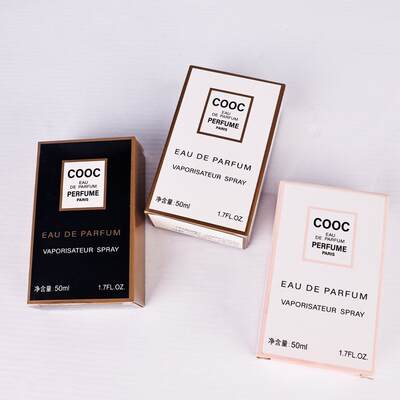 COOC
EAU
DE PARFUM
PERFUME
PARIS
EAU DE PARFUM
VAPORISATEUR SPRAY
净含量:50ml
1.7FL.OZ.
COOC
EAU
DE PARFUM
PERFUME
PARIS
EAU DE PARFUM
VAPORISATEUR SPRAY
净含量:50ml
1.7FL.OZ.
COOC
EAU
DE PARFUM
PERFUME
PARIS
EAU DE PARFUM
VAPORISATEUR SPRAY
净含量:50ml
1.7FL.OZ.